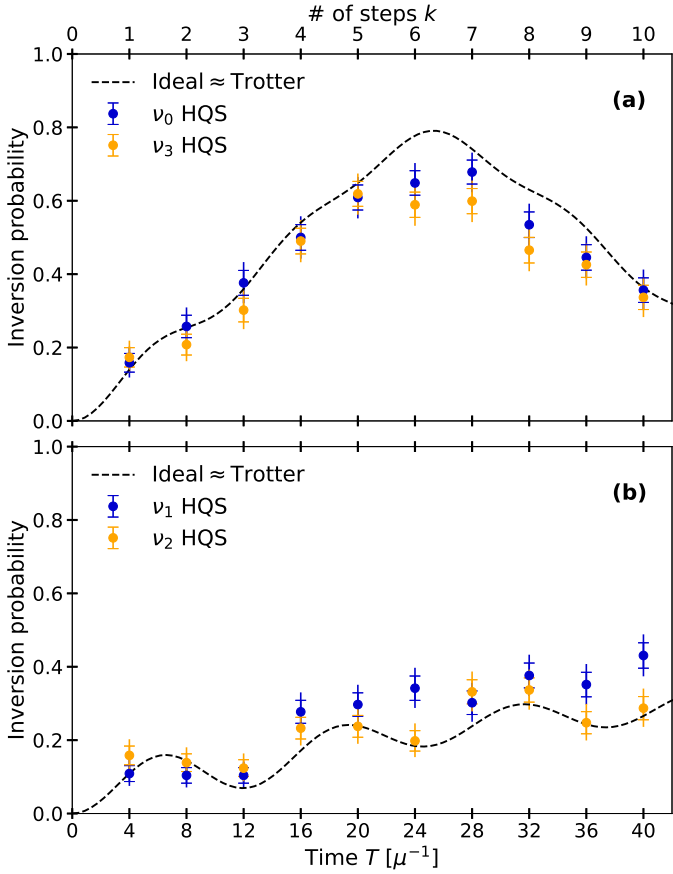 # of steps k
0 1 2 3 4 5 6 7 8 9 10
1.0
0.8
0.6
0.4
0.2
0.0
Inversion probability
Ideal ≈ Trotter
ν₀ HQS
ν₃ HQS
(a)
1.0
0.8
0.6
0.4
0.2
0.0
Inversion probability
Ideal ≈ Trotter
ν₁ HQS
ν₂ HQS
(b)
0 4 8 12 16 20 24 28 32 36 40
Time T [μ⁻¹]